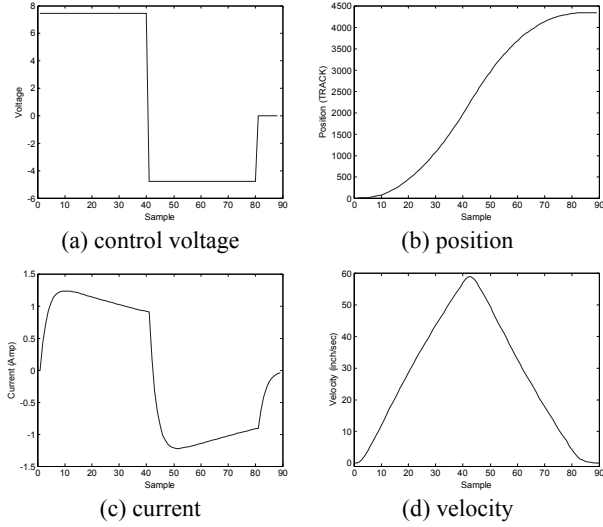 8
6
4
2
0
-2
-4
-6
Voltage
0 10 20 30 40 50 60 70 80 90
Sample
(a) control voltage
4500
4000
3500
3000
2500
2000
1500
1000
500
0
Position (TRACK)
0 10 20 30 40 50 60 70 80 90
Sample
(b) position
1.5
1
0.5
0
-0.5
-1
-1.5
Current (Amp)
0 10 20 30 40 50 60 70 80 90
Sample
(c) current
60
50
40
30
20
10
0
Velocity (inch/sec)
0 10 20 30 40 50 60 70 80 90
Sample
(d) velocity